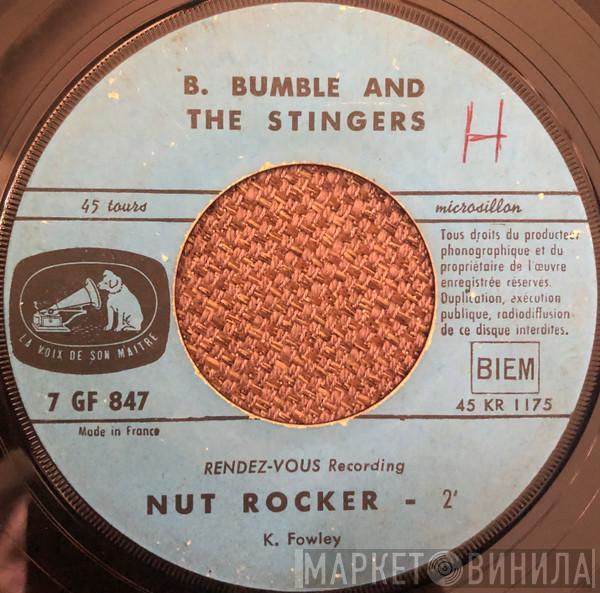 B. BUMBLE AND
THE STINGERS
H
45 tours
microsillon
Tous droits du producteur
phonographique et du
propriétaire de l'œuvre
enregistrée réservés.
Duplication, exécution
publique, radiodiffusion
de ce disque interdites.
LA VOIX DE SON MAITRE
BIEM
7 GF 847
45 KR 1175
Made in France
RENDEZ-VOUS Recording
NUT ROCKER - 2'
K. Fowley
МАРКЕТ ВИНИЛА